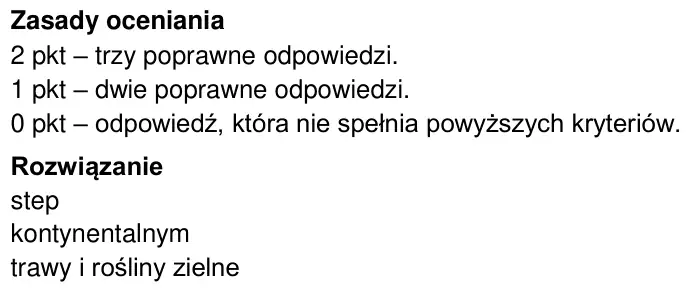 Zasady oceniania
2 pkt – trzy poprawne odpowiedzi.
1 pkt – dwie poprawne odpowiedzi.
0 pkt – odpowiedź, która nie spełnia powyższych kryteriów.
Rozwiązanie
step
kontynentalnym
trawy i rośliny zielne